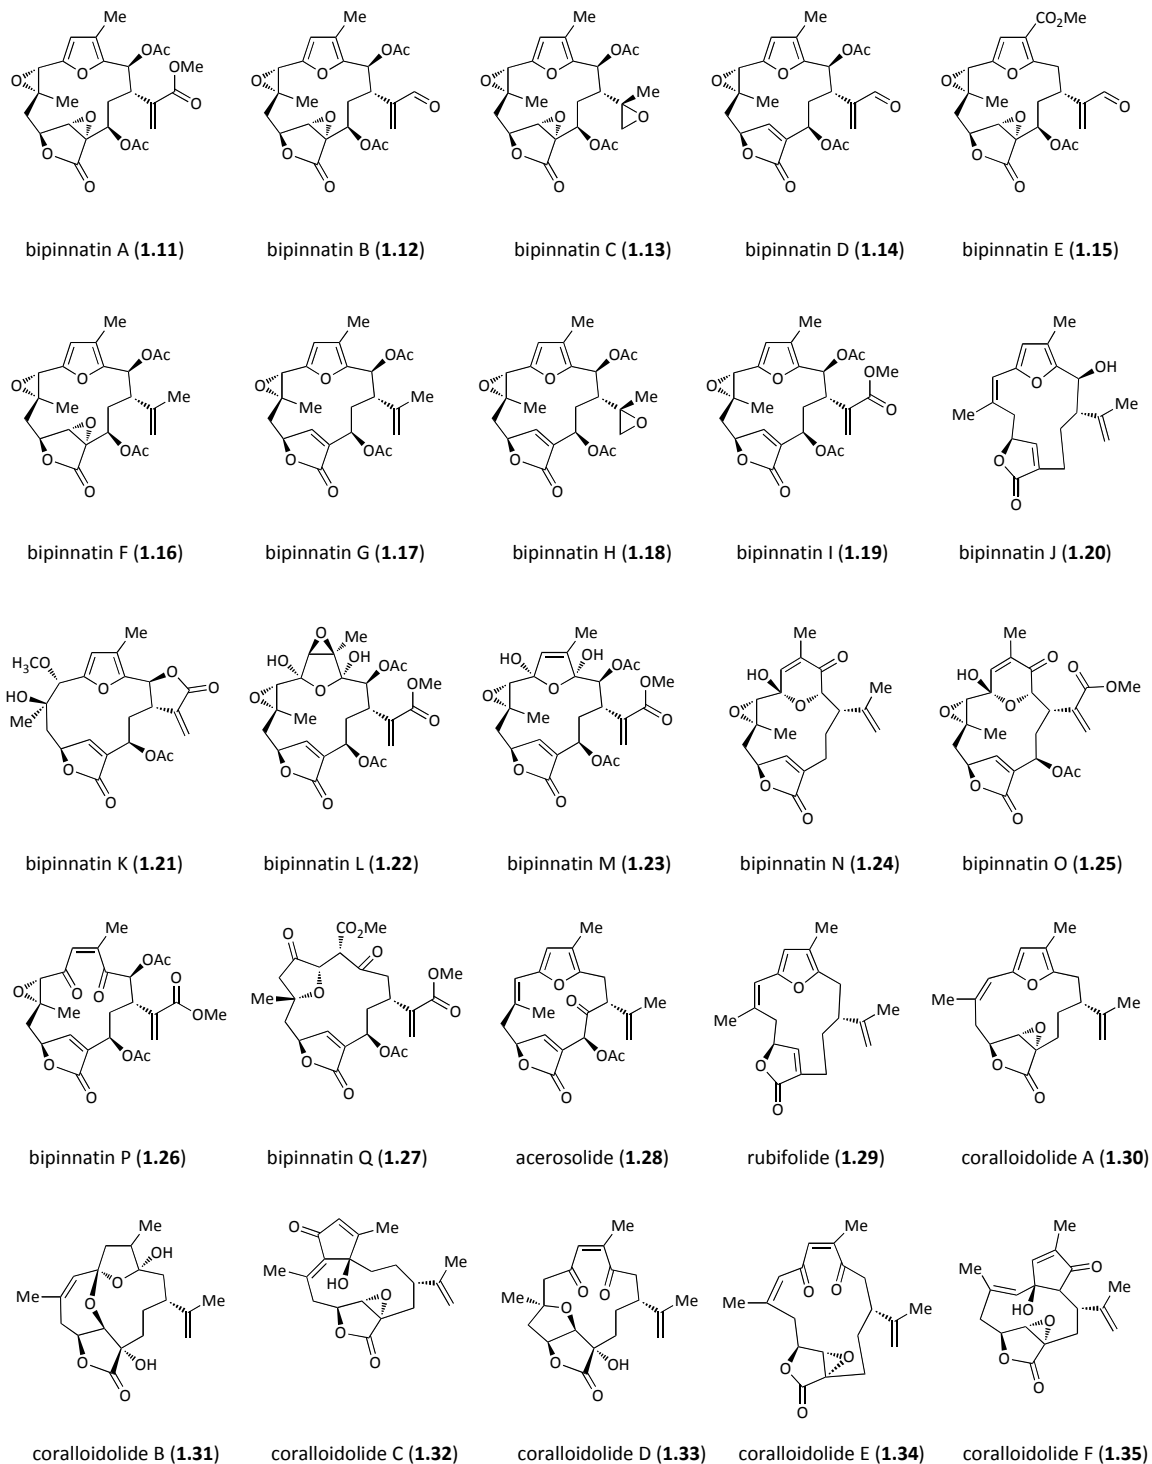 Me OAc OMe O O O Me O OAc O O
Me OAc O O O Me O OAc O O
Me OAc Me O O O Me O OAc O O
Me OAc O O O Me OAc O O
CO2Me O O O Me O OAc O O
bipinnatin A (1.11) bipinnatin B (1.12) bipinnatin C (1.13) bipinnatin D (1.14) bipinnatin E (1.15)
Me OAc O O Me Me O OAc O O
Me OAc O O Me Me OAc O O
Me OAc O O Me O Me OAc O O
Me OAc OMe O O O Me OAc O O
Me OH O Me Me O O
bipinnatin F (1.16) bipinnatin G (1.17) bipinnatin H (1.18) bipinnatin I (1.19) bipinnatin J (1.20)
Me H3CO O O O HO Me OAc O O
O Me HO OH OAc O OMe O O Me OAc O O
Me HO OH OAc O OMe O O Me OAc O O
Me O HO O Me O Me O O
Me O HO O O OMe O Me OAc O O
bipinnatin K (1.21) bipinnatin L (1.22) bipinnatin M (1.23) bipinnatin N (1.24) bipinnatin O (1.25)
Me OAc O O O O Me OMe OAc O O
CO2Me O O OMe Me O O OAc O O
Me O O Me Me OAc O O
Me O Me Me O O
Me O Me Me O O O
bipinnatin P (1.26) bipinnatin Q (1.27) acerosolide (1.28) rubifolide (1.29) coralloidolide A (1.30)
Me OH O Me O Me OH O O
O Me Me HO Me O O O
Me O O Me O Me OH O O
Me O O Me Me O O O
Me Me O HO Me O O O
coralloidolide B (1.31) coralloidolide C (1.32) coralloidolide D (1.33) coralloidolide E (1.34) coralloidolide F (1.35)